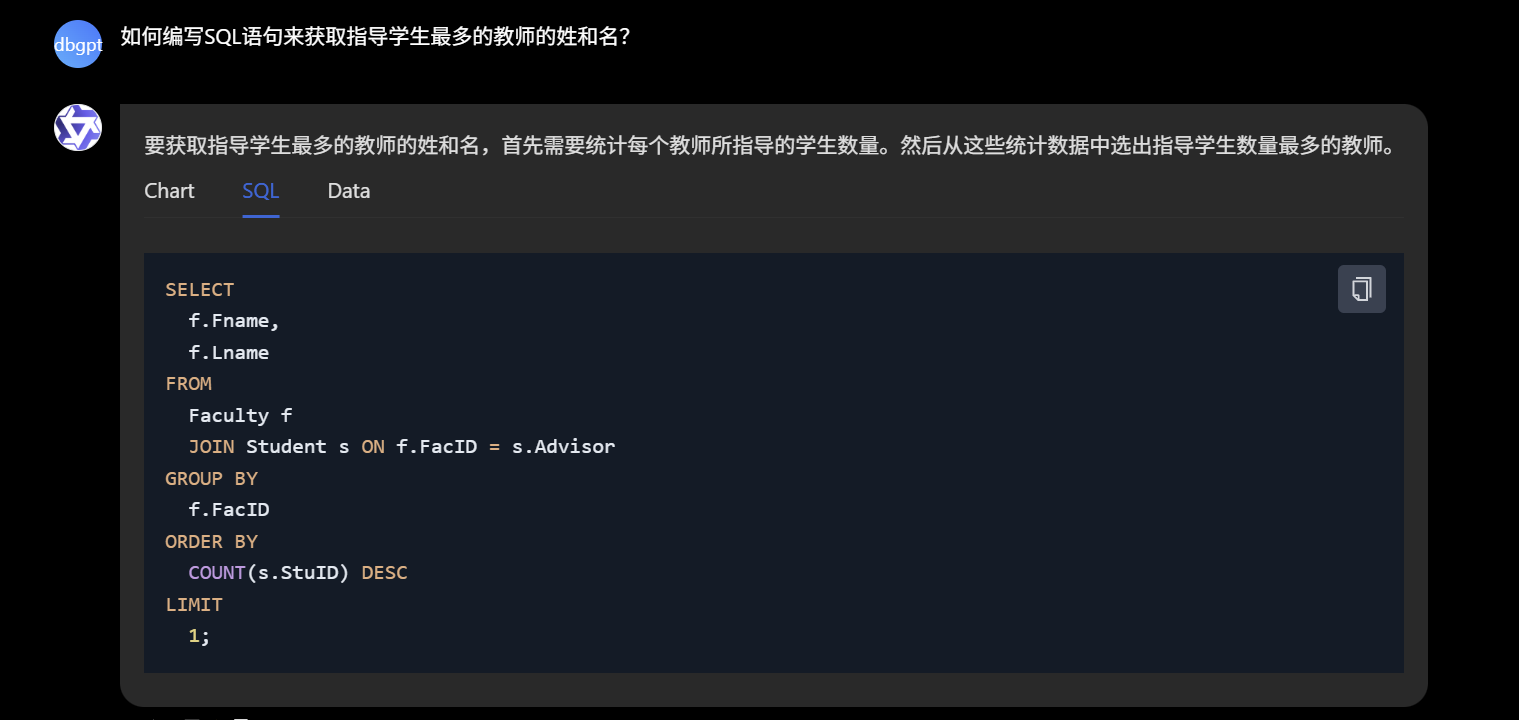 dbgpt
如何编写SQL语句来获取指导学生最多的教师的姓和名？
要获取指导学生最多的教师的姓和名，首先需要统计每个教师所指导的学生数量。然后从这些统计数据中选出指导学生数量最多的教师。
Chart SQL Data
SELECT
  f.Fname,
  f.Lname
FROM
  Faculty f
  JOIN Student s ON f.FacID = s.Advisor
GROUP BY
  f.FacID
ORDER BY
  COUNT(s.StuID) DESC
LIMIT
  1;